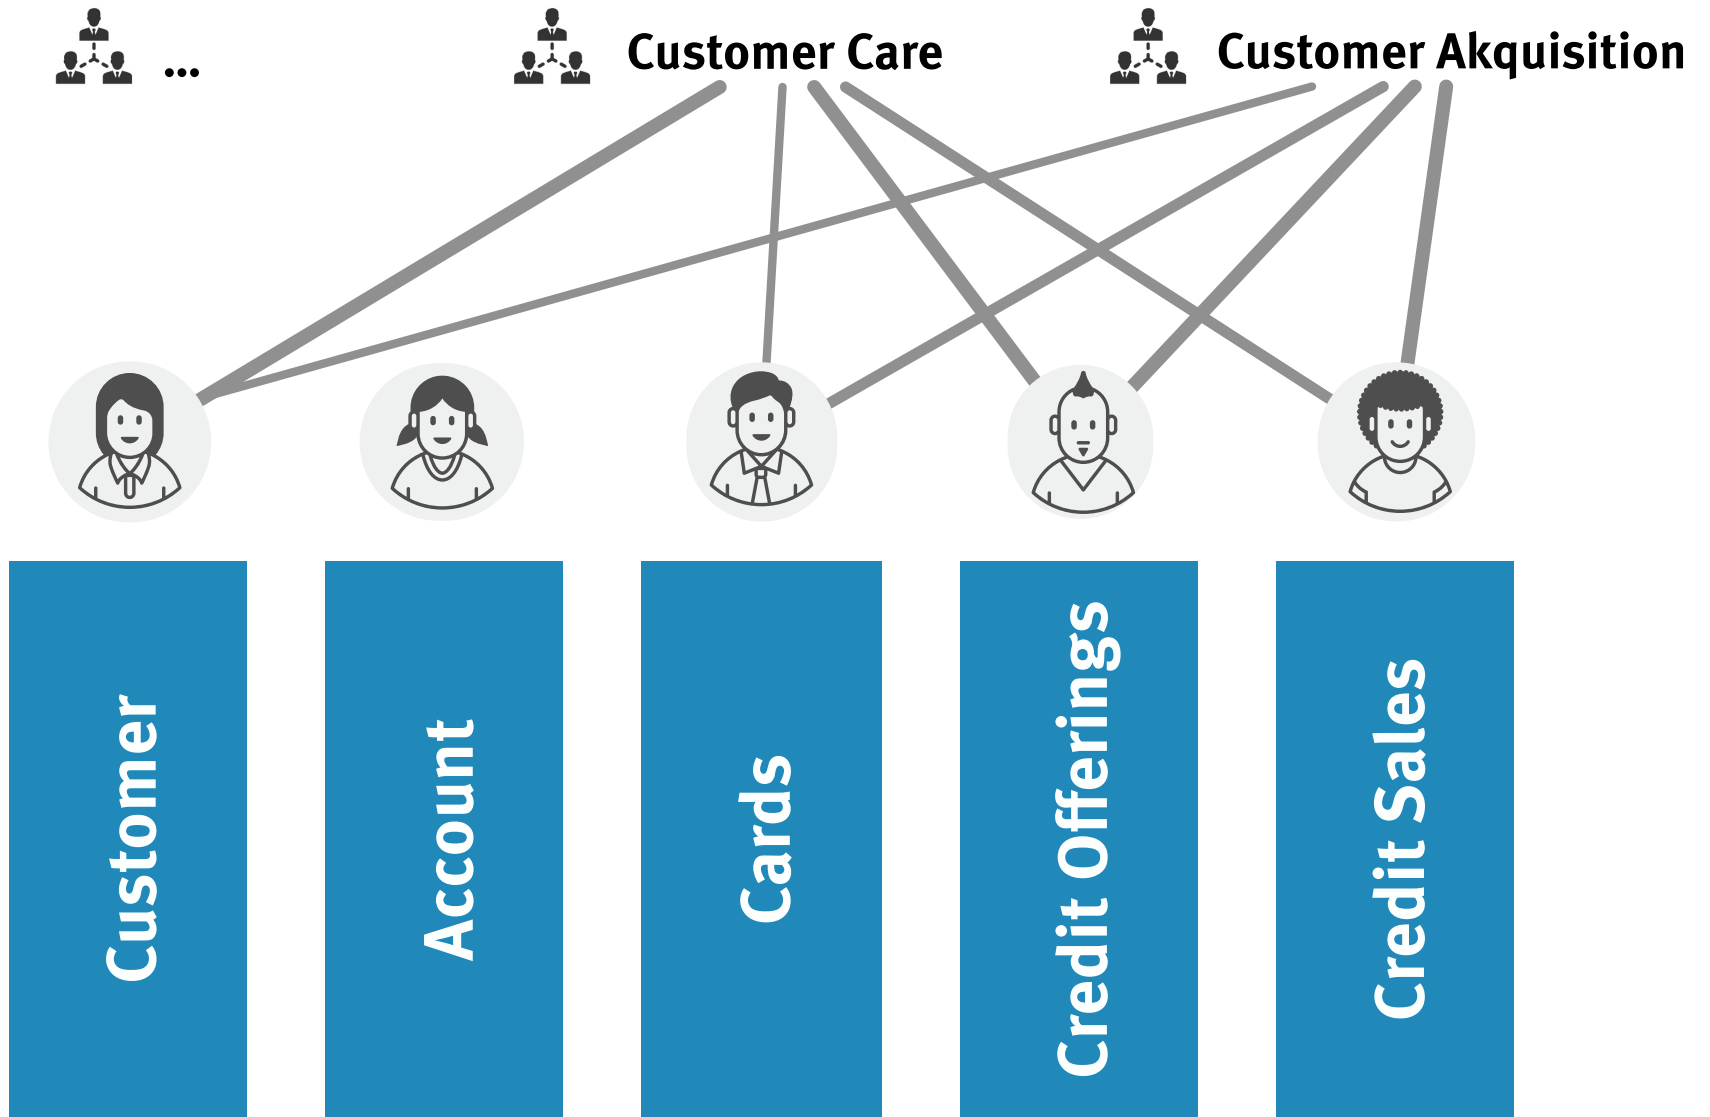 ...
Customer Care
Customer Akquisition
Customer
Account
Cards
Credit Offerings
Credit Sales